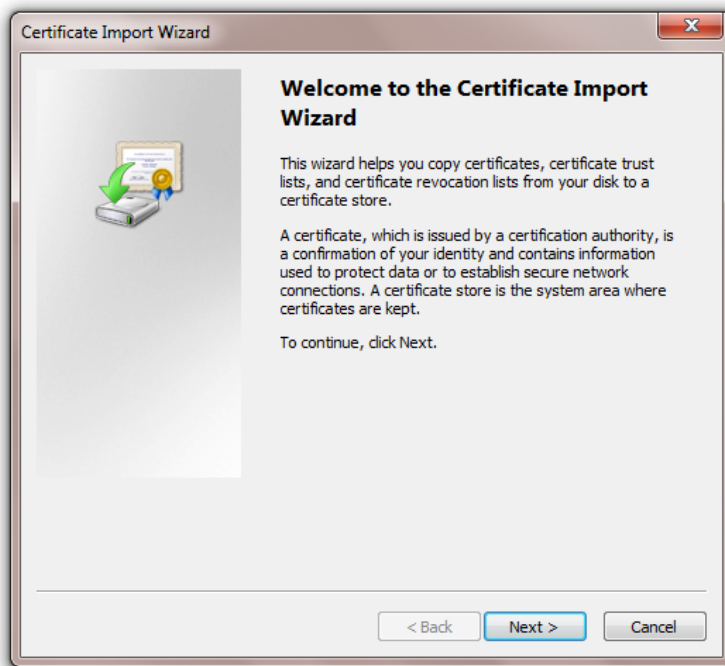 Certificate Import Wizard
Welcome to the Certificate Import
Wizard
This wizard helps you copy certificates, certificate trust
lists, and certificate revocation lists from your disk to a
certificate store.
A certificate, which is issued by a certification authority, is
a confirmation of your identity and contains information
used to protect data or to establish secure network
connections. A certificate store is the system area where
certificates are kept.
To continue, click Next.
< Back Next > Cancel